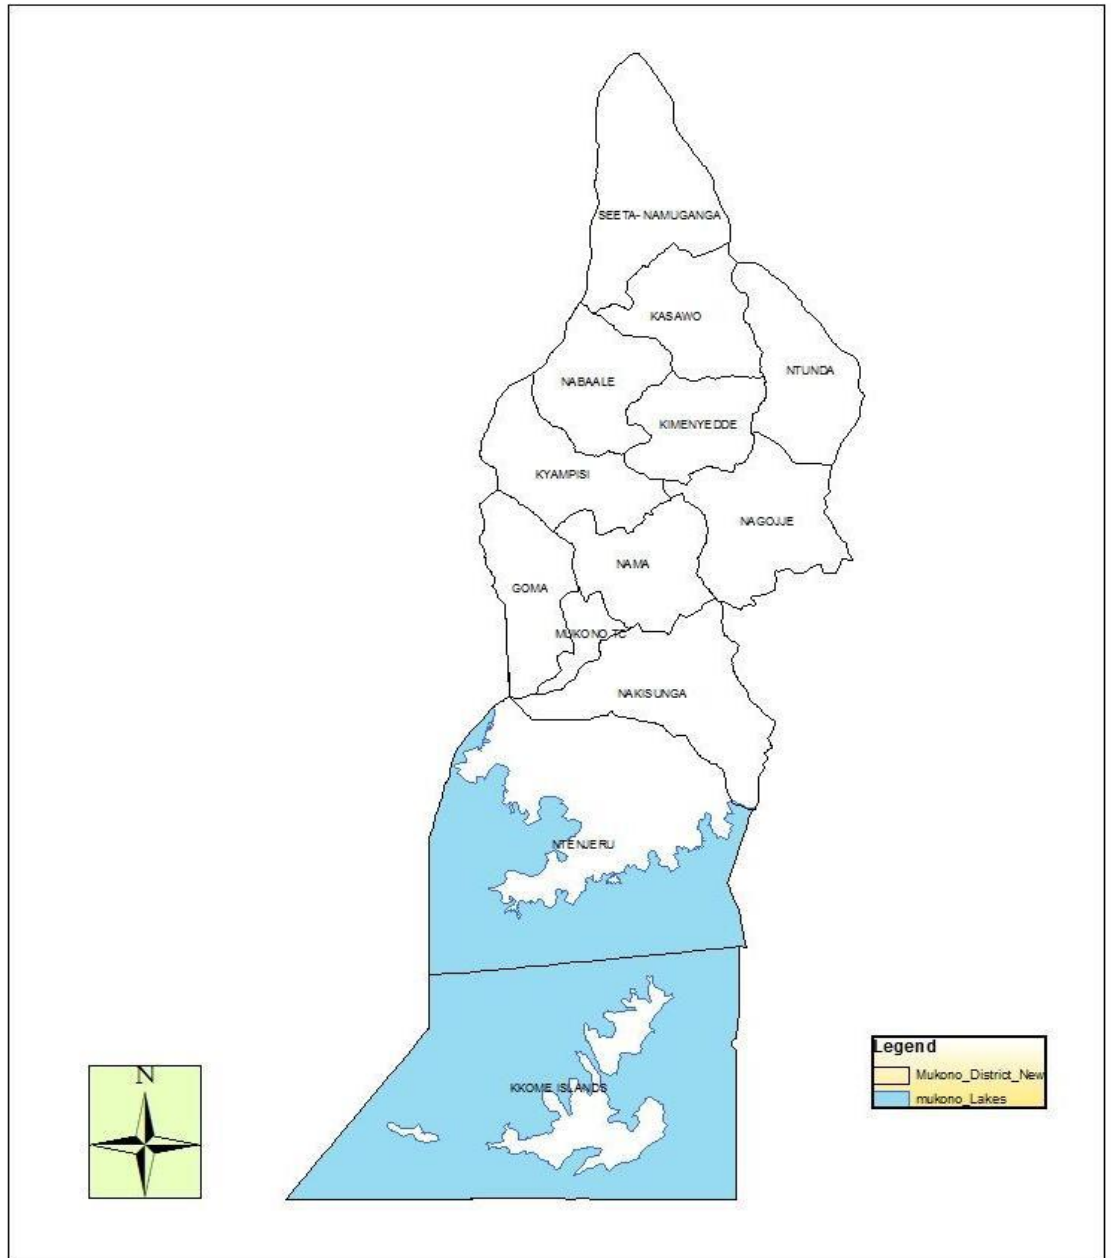 SEETA- NAMUGANGA
KASAWO
NTUNDA
NABAALE
KIMENYEDDE
KYAMPISI
NAGOJJE
NAMA
GOMA
MUKONO TC
NAKISUNGA
NTENJERU
KKOME ISLANDS
N
Legend
Mukono_District_New
mukono_Lakes